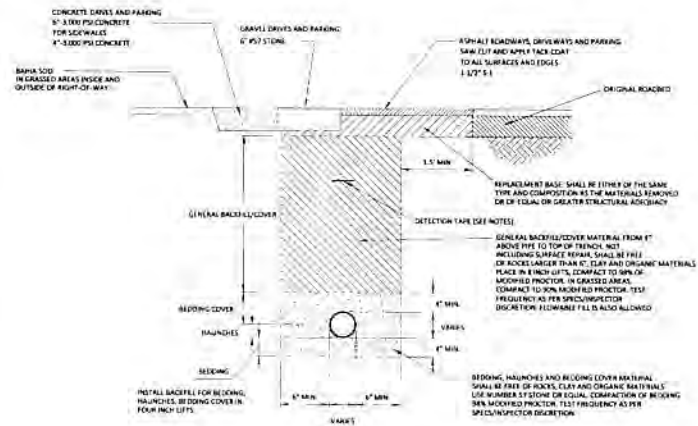 CONCRETE DRIVES AND PARKING
6"-3,000 PSI CONCRETE
FOR SIDEWALKS
4"-3,000 PSI CONCRETE
GRAVEL DRIVES AND PARKING
6" #57 STONE
ASPHALT ROADWAYS, DRIVEWAYS AND PARKING
SAW CUT AND APPLY TACK COAT
TO ALL SURFACES AND EDGES
1 1/2" S-1
BAHIA SOD
IN GRASSED AREAS INSIDE AND
OUTSIDE OF RIGHT-OF-WAY
ORIGINAL ROADBED
1.5' MIN
REPLACEMENT BASE: SHALL BE EITHER OF THE SAME
TYPE AND COMPOSITION AS THE MATERIALS REMOVED
OR OF EQUAL OR GREATER STRUCTURAL ADEQUACY
GENERAL BACKFILL/COVER
DETECTION TAPE (SEE NOTES)
GENERAL BACKFILL/COVER MATERIAL FROM
ABOVE PIPE TO TOP OF TRENCH, NOT
INCLUDING SURFACE REPAIR, SHALL BE FREE
OF ROCKS LARGER THAN 6", CLAY AND ORGANIC MATERIALS
PLACE IN 8 INCH LIFTS, COMPACT TO 98% OF
MODIFIED PROCTOR. IN GRASSED AREAS,
COMPACT TO 90% MODIFIED PROCTOR. TEST
FREQUENCY AS PER SPECS/INSPECTOR
DISCRETION. FLOWABLE FILL IS ALSO ALLOWED
BEDDING COVER
HAUNCHES
BEDDING
MIN.
VARIES
4" MIN.
INSTALL BACKFILL FOR BEDDING,
HAUNCHES, BEDDING COVER IN
FOUR INCH LIFTS.
6" MIN
6" MIN
VARIES
BEDDING, HAUNCHES AND BEDDING COVER MATERIAL
SHALL BE FREE OF ROCKS, CLAY AND ORGANIC MATERIALS
USE NUMBER 57 STONE OR EQUAL. COMPACTION OF BEDDING
98% MODIFIED PROCTOR. TEST FREQUENCY AS PER
SPECS/INSPECTOR DISCRETION